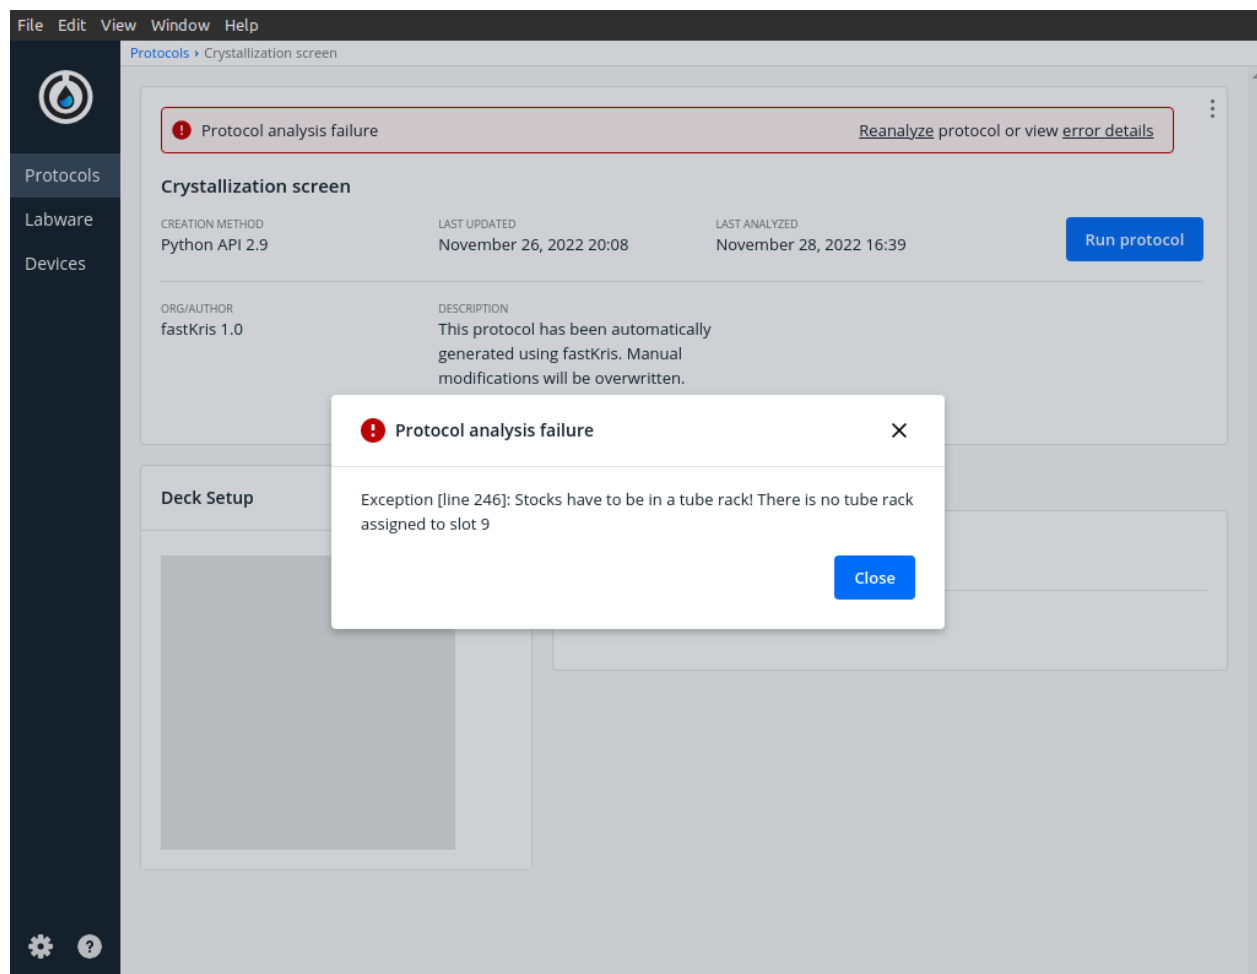 File Edit View Window Help
Protocols › Crystallization screen
Protocol analysis failure
Reanalyze protocol or view error details
Protocols
Labware
Devices
Crystallization screen
CREATION METHOD
Python API 2.9
LAST UPDATED
November 26, 2022 20:08
LAST ANALYZED
November 28, 2022 16:39
Run protocol
ORG/AUTHOR
fastKris 1.0
DESCRIPTION
This protocol has been automatically
generated using fastKris. Manual
modifications will be overwritten.
Deck Setup
Protocol analysis failure
Exception [line 246]: Stocks have to be in a tube rack! There is no tube rack
assigned to slot 9
Close